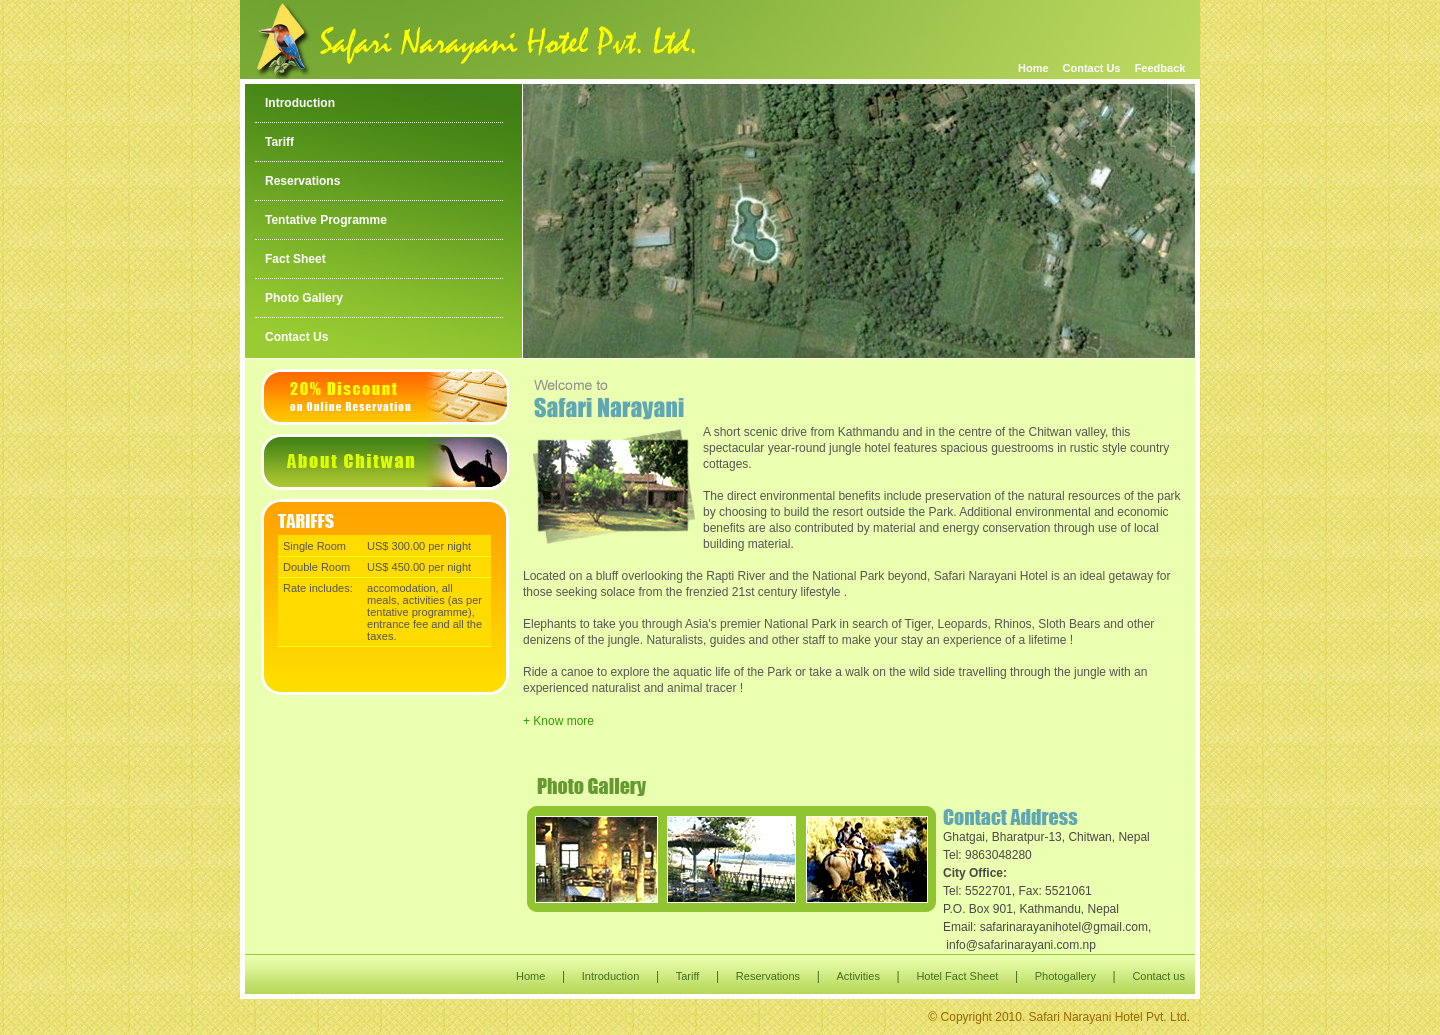 Safari Narayani Hotel Pvt. Ltd.
Home Contact Us Feedback
Introduction
Tariff
Reservations
Tentative Programme
Fact Sheet
Photo Gallery
Contact Us
20% Discount
on Online Reservation
About Chitwan
TARIFFS
Single Room US$ 300.00 per night
Double Room US$ 450.00 per night
Rate includes: accomodation, all
meals, activities (as per
tentative programme),
entrance fee and all the
taxes.
Welcome to
Safari Narayani
A short scenic drive from Kathmandu and in the centre of the Chitwan valley, this
spectacular year-round jungle hotel features spacious guestrooms in rustic style country
cottages.
The direct environmental benefits include preservation of the natural resources of the park
by choosing to build the resort outside the Park. Additional environmental and economic
benefits are also contributed by material and energy conservation through use of local
building material.
Located on a bluff overlooking the Rapti River and the National Park beyond, Safari Narayani Hotel is an ideal getaway for
those seeking solace from the frenzied 21st century lifestyle .
Elephants to take you through Asia's premier National Park in search of Tiger, Leopards, Rhinos, Sloth Bears and other
denizens of the jungle. Naturalists, guides and other staff to make your stay an experience of a lifetime !
Ride a canoe to explore the aquatic life of the Park or take a walk on the wild side travelling through the jungle with an
experienced naturalist and animal tracer !
+ Know more
Photo Gallery
Contact Address
Ghatgai, Bharatpur-13, Chitwan, Nepal
Tel: 9863048280
City Office:
Tel: 5522701, Fax: 5521061
P.O. Box 901, Kathmandu, Nepal
Email: safarinarayanihotel@gmail.com,
info@safarinarayani.com.np
Home | Introduction | Tariff | Reservations | Activities | Hotel Fact Sheet | Photogallery | Contact us
© Copyright 2010. Safari Narayani Hotel Pvt. Ltd.